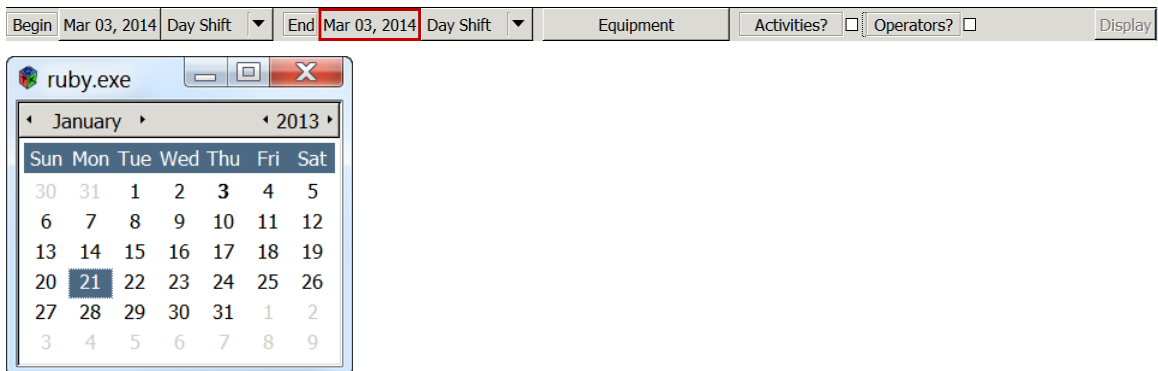 Begin Mar 03, 2014 Day Shift End Mar 03, 2014 Day Shift Equipment Activities? Operators? Display
ruby.exe
January 2013
Sun Mon Tue Wed Thu Fri Sat
30 31 1 2 3 4 5
6 7 8 9 10 11 12
13 14 15 16 17 18 19
20 21 22 23 24 25 26
27 28 29 30 31 1 2
3 4 5 6 7 8 9